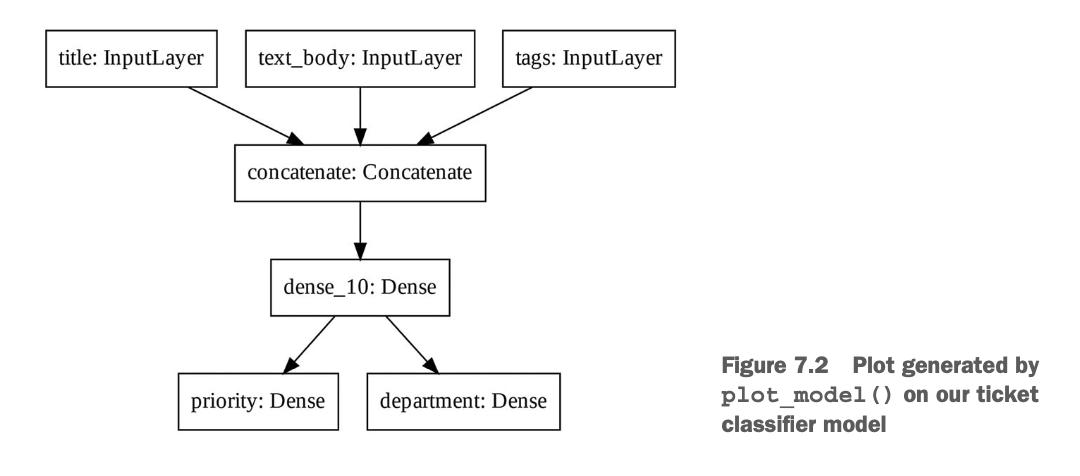 title: InputLayer
text_body: InputLayer
tags: InputLayer
concatenate: Concatenate
dense_10: Dense
priority: Dense
department: Dense
Figure 7.2 Plot generated by
plot_model() on our ticket
classifier model